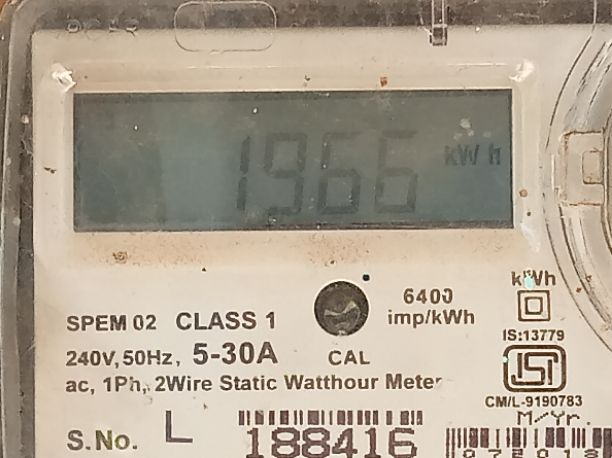 1966 kWh
6400
imp/kWh
kWh
SPEM 02 CLASS 1
240V, 50Hz, 5-30A
CAL
ac, 1Ph, 2Wire Static Watthour Meter
IS:13779
CM/L-9190783
M/Yr.
S.No. L 188416
072018